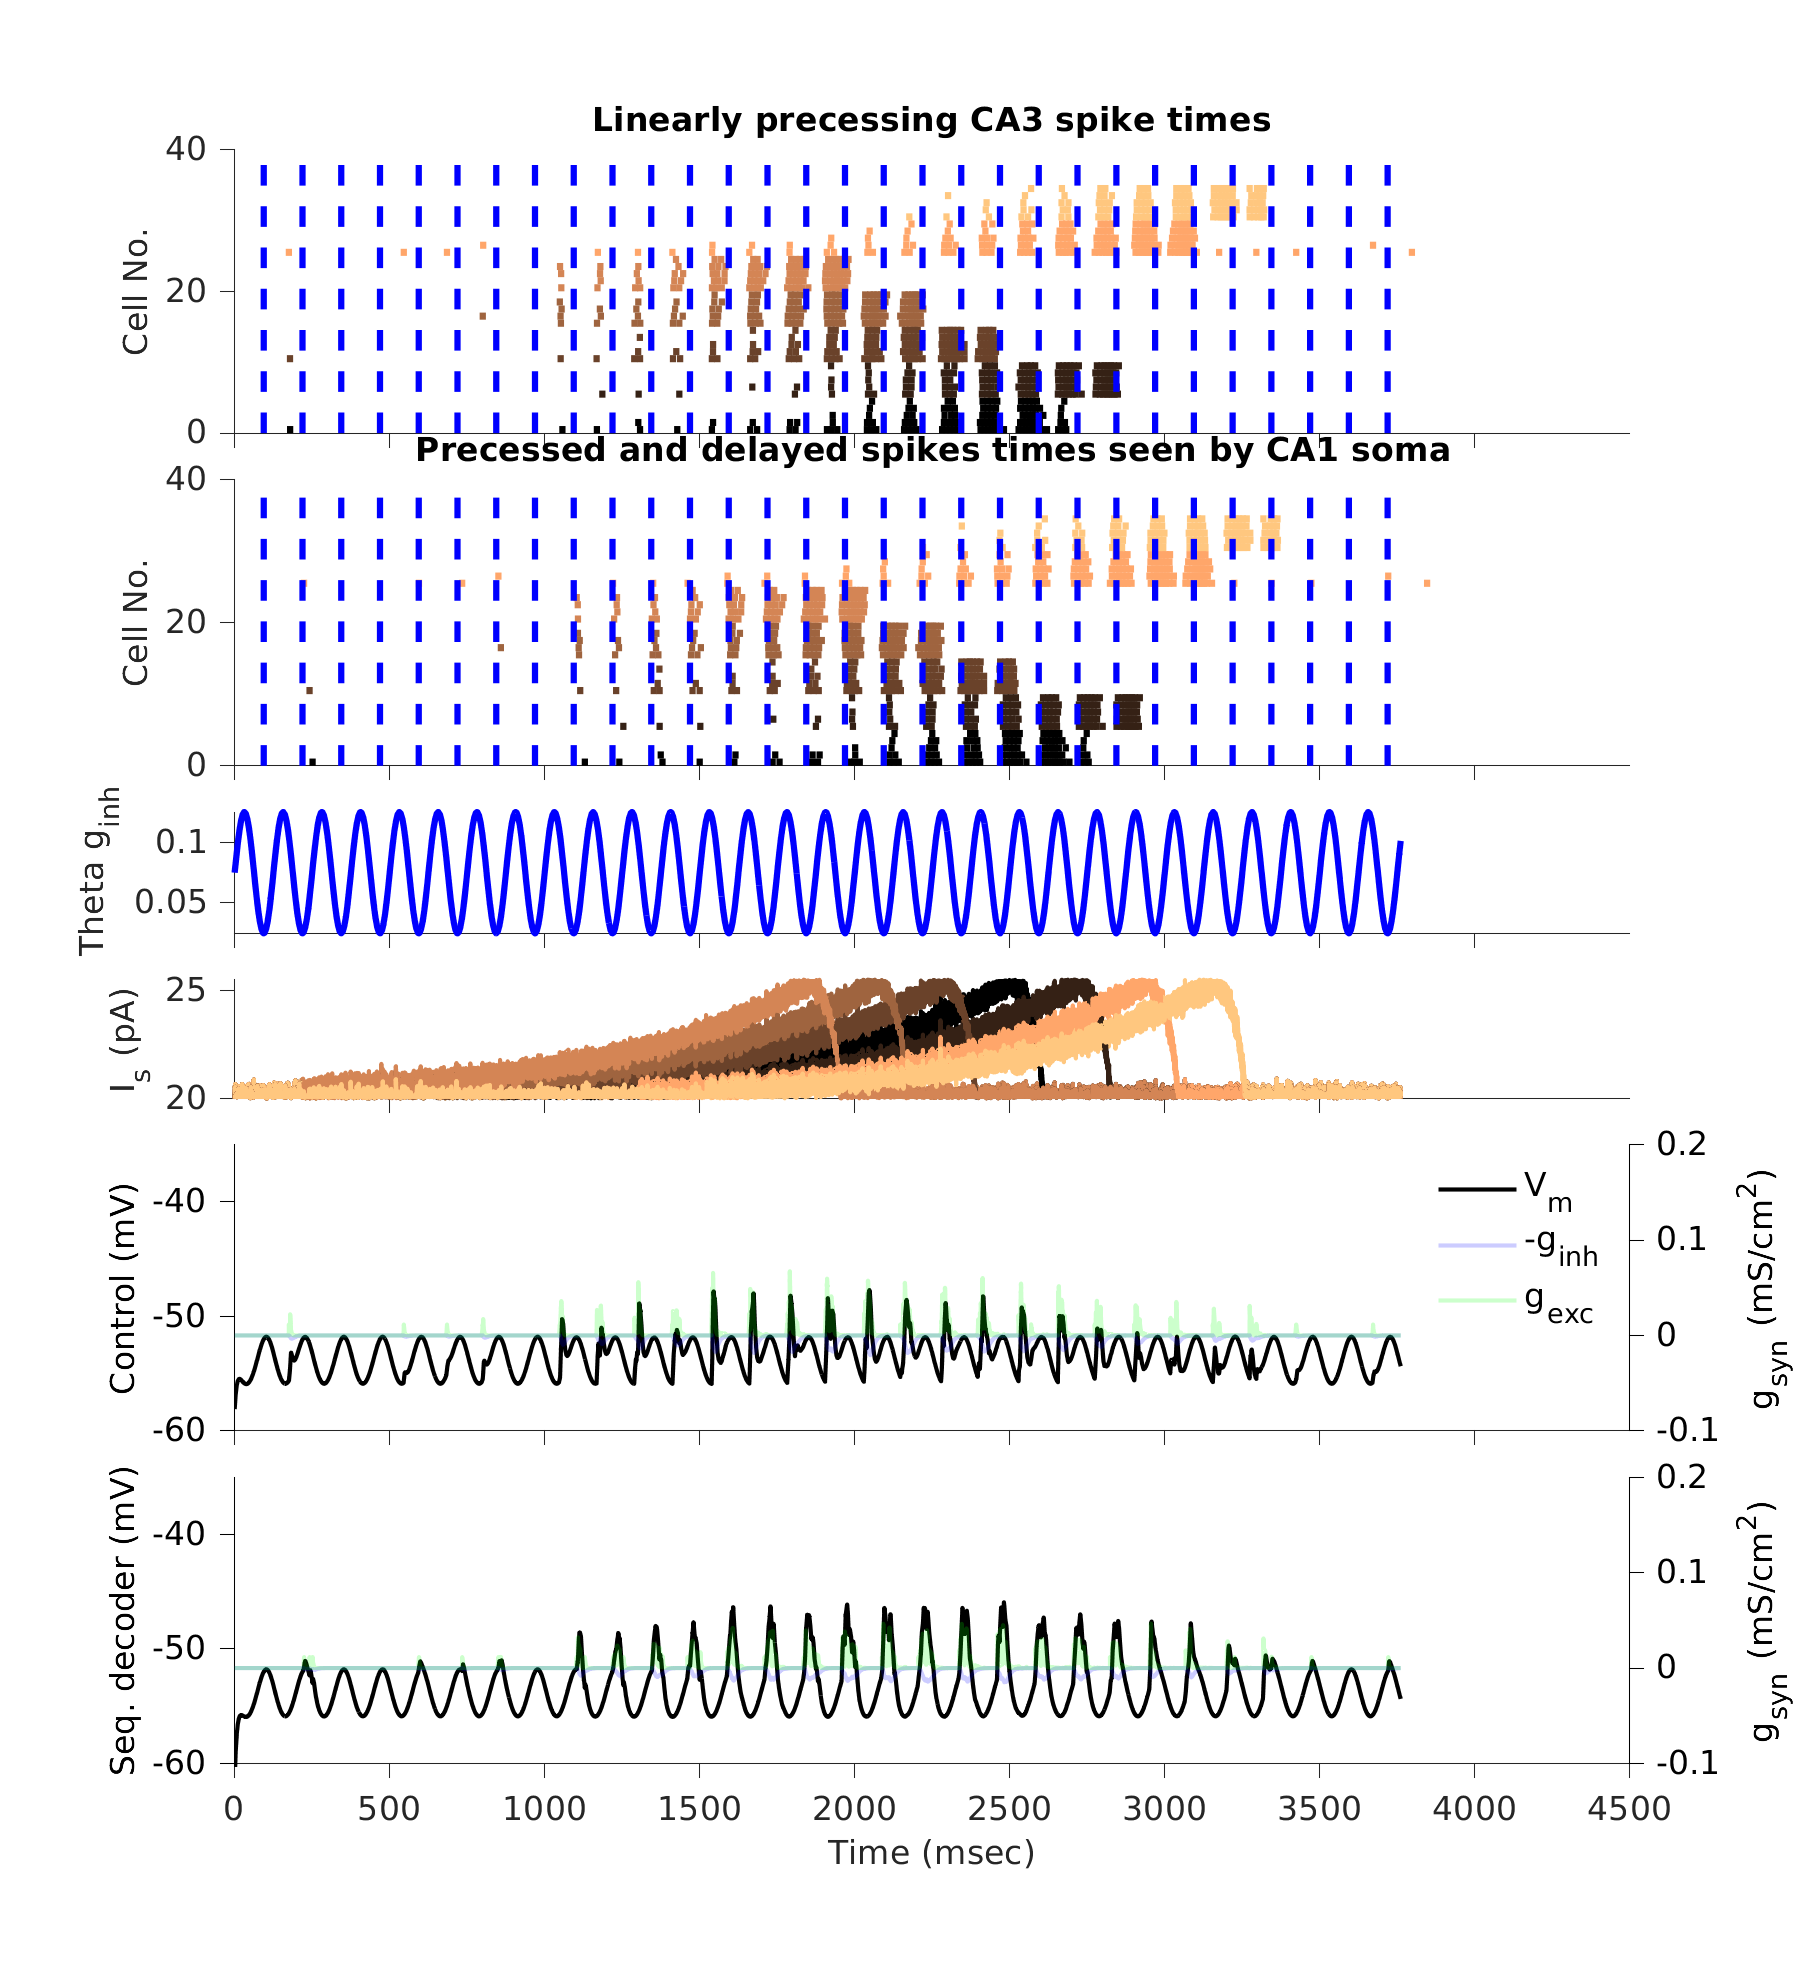 Linearly precessing CA3 spike times
40
20
0
Cell No.
Precessed and delayed spikes times seen by CA1 soma
40
20
0
Cell No.
0.1
0.05
Theta g_inh
25
20
I_s (pA)
-40
-50
-60
Control (mV)
V_m
-g_inh
g_exc
0.2
0.1
0
-0.1
g_syn (mS/cm^2)
-40
-50
-60
Seq. decoder (mV)
0.2
0.1
0
-0.1
g_syn (mS/cm^2)
0 500 1000 1500 2000 2500 3000 3500 4000 4500
Time (msec)